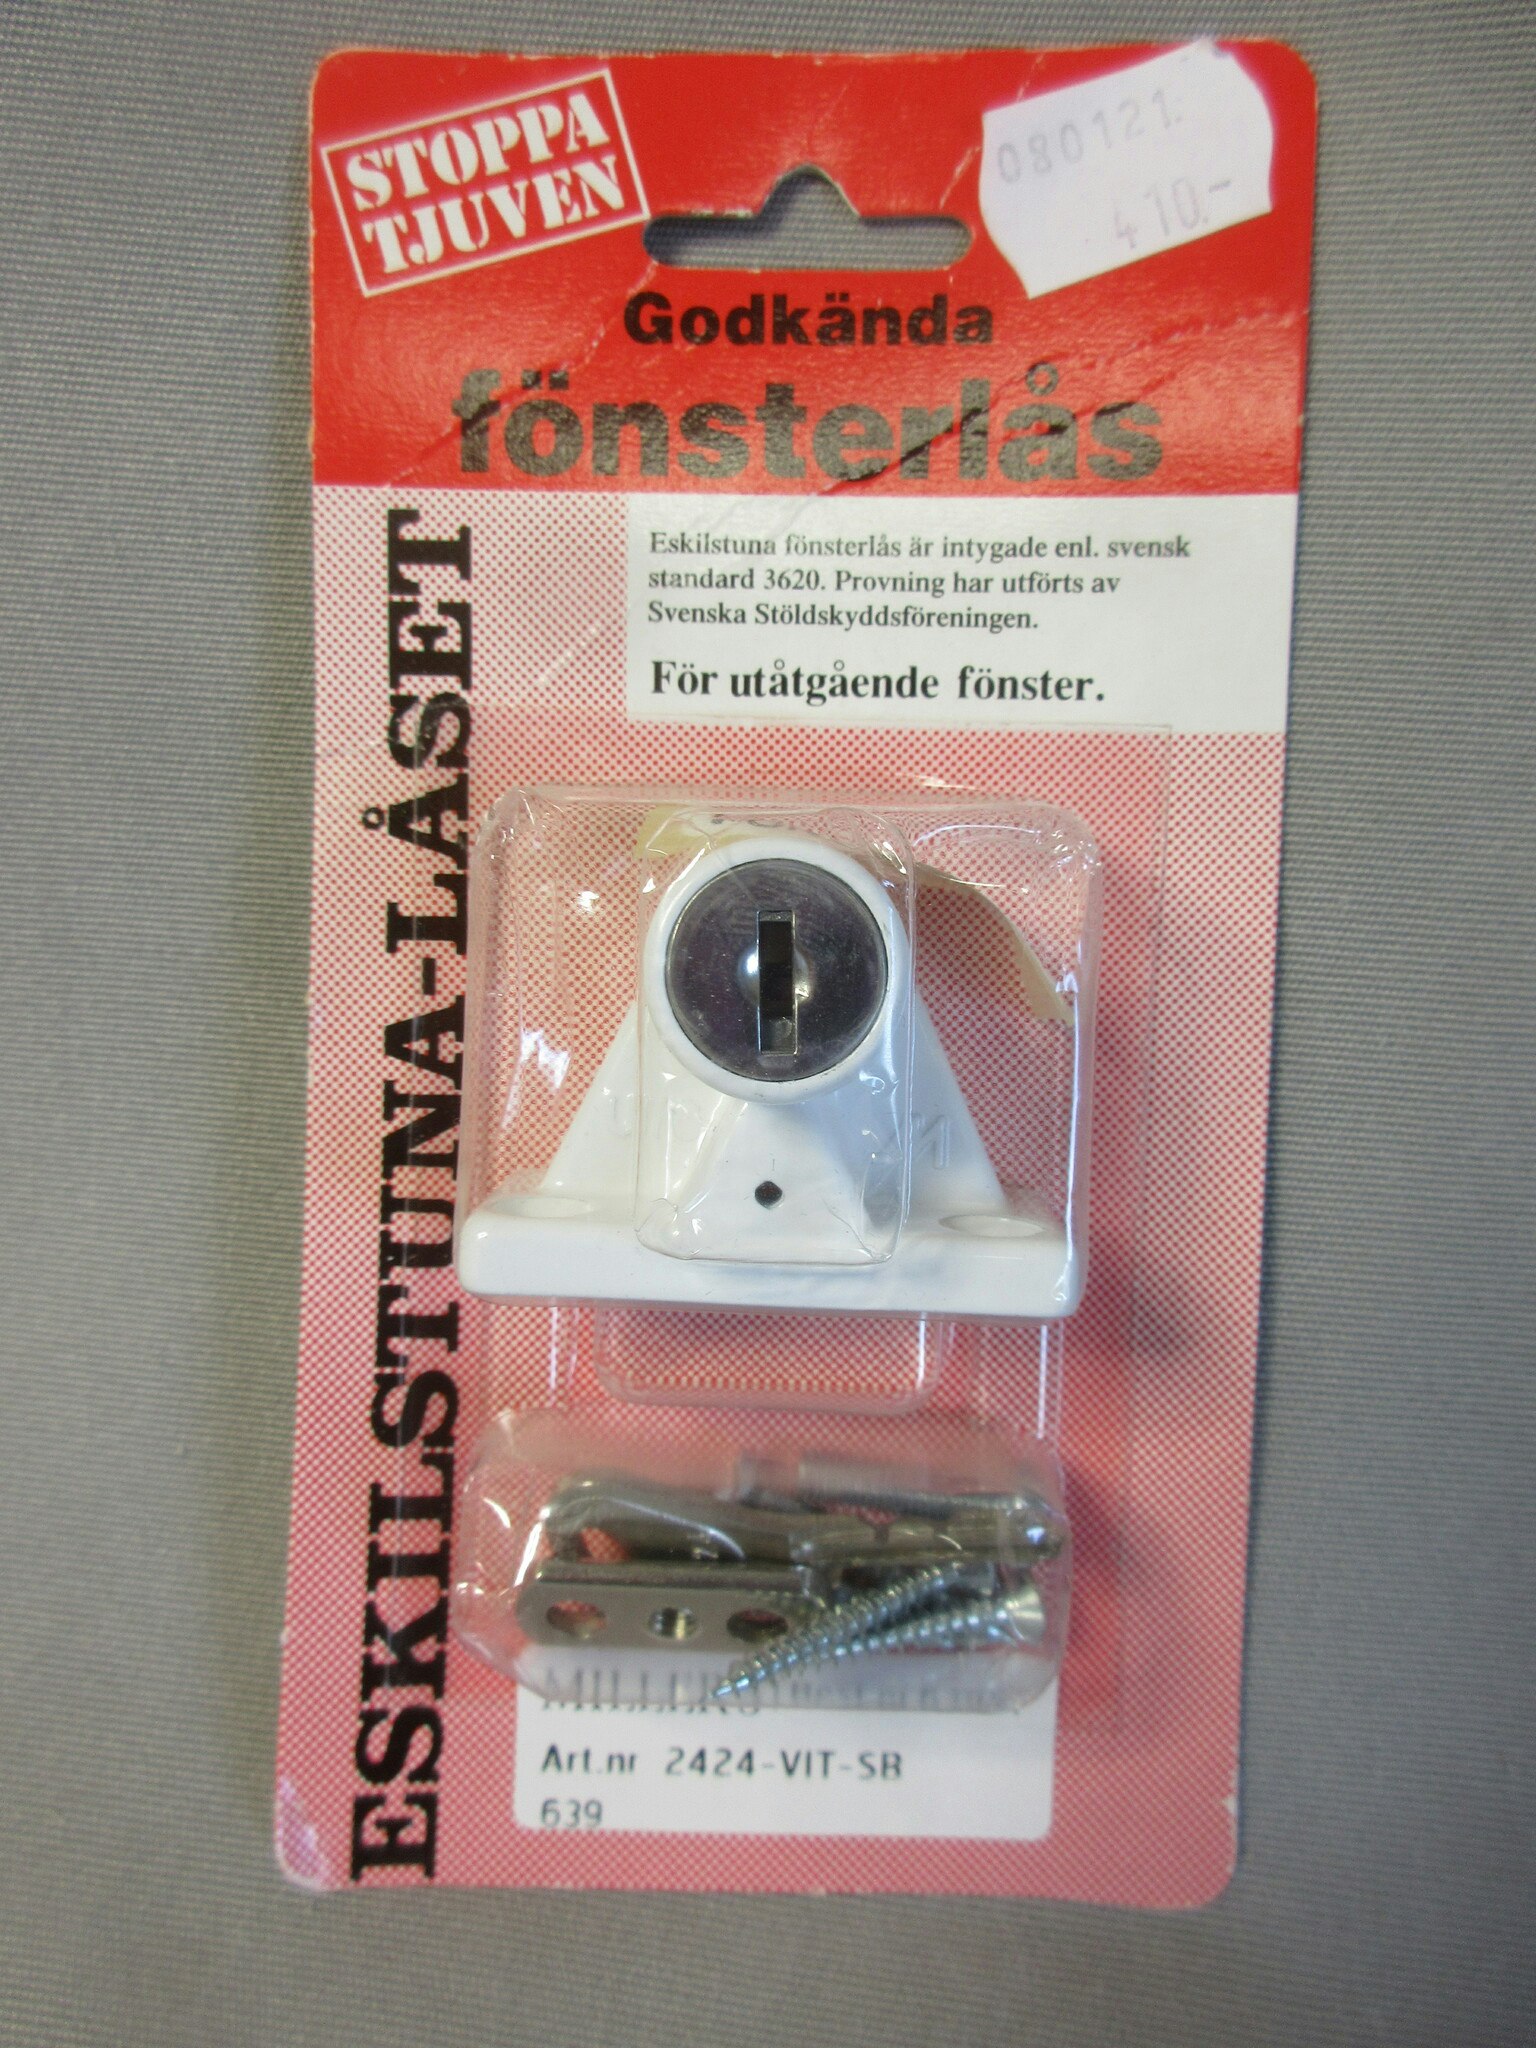 STOPPA
TJUVEN
080121.
410.-
Godkända
fönsterlås
Eskilstuna fönsterlås är intygade enl. svensk
standard 3620. Provning har utförts av
Svenska Stöldskyddsföreningen.
För utåtgående fönster.
ESKILSTUNA-LÅSET
Art.nr 2424-VIT-SB
639